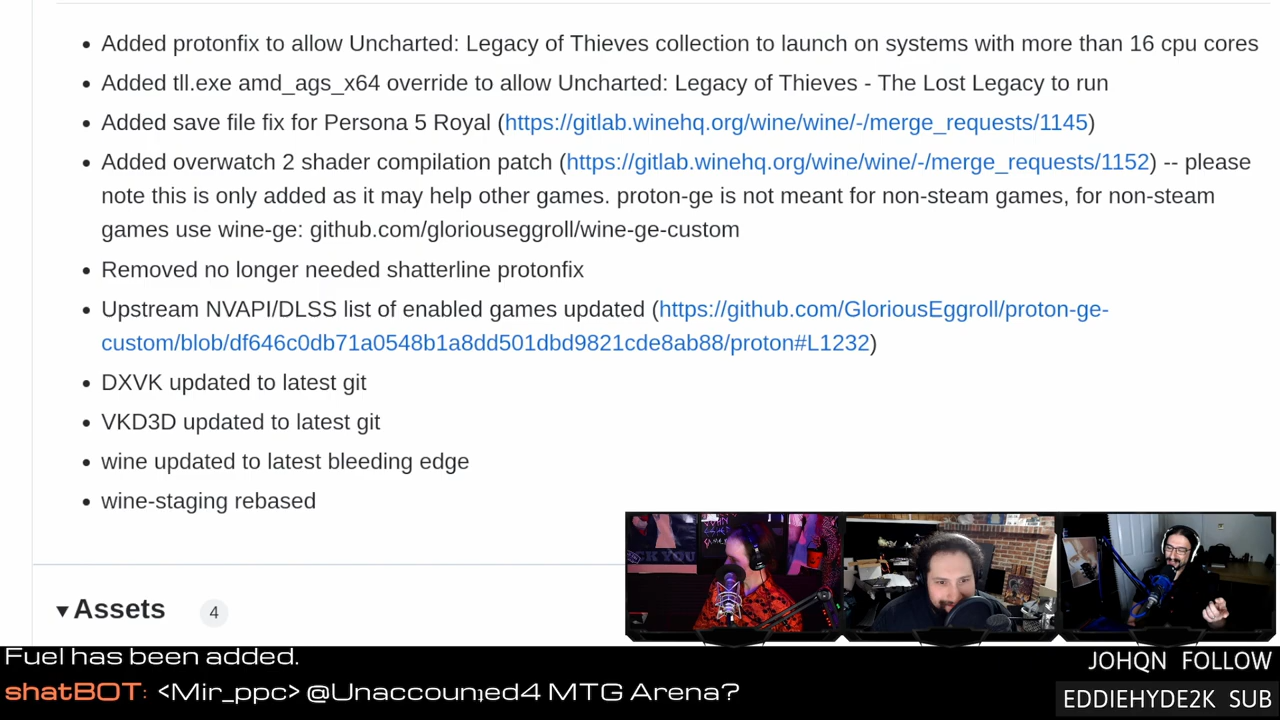 Added protonfix to allow Uncharted: Legacy of Thieves collection to launch on systems with more than 16 cpu cores
Added tll.exe amd_ags_x64 override to allow Uncharted: Legacy of Thieves - The Lost Legacy to run
Added save file fix for Persona 5 Royal (https://gitlab.winehq.org/wine/wine/-/merge_requests/1145)
Added overwatch 2 shader compilation patch (https://gitlab.winehq.org/wine/wine/-/merge_requests/1152) -- please
note this is only added as it may help other games. proton-ge is not meant for non-steam games, for non-steam
games use wine-ge: github.com/gloriouseggroll/wine-ge-custom
Removed no longer needed shatterline protonfix
Upstream NVAPI/DLSS list of enabled games updated (https://github.com/GloriousEggroll/proton-ge-
custom/blob/df646c0db71a0548b1a8dd501dbd9821cde8ab88/proton#L1232)
DXVK updated to latest git
VKD3D updated to latest git
wine updated to latest bleeding edge
wine-staging rebased
Assets 4
Fuel has been added.
shatBOT: <Mir_ppc> @Unaccounted4 MTG Arena?
JOHQN FOLLOW
EDDIEHYDE2K SUB